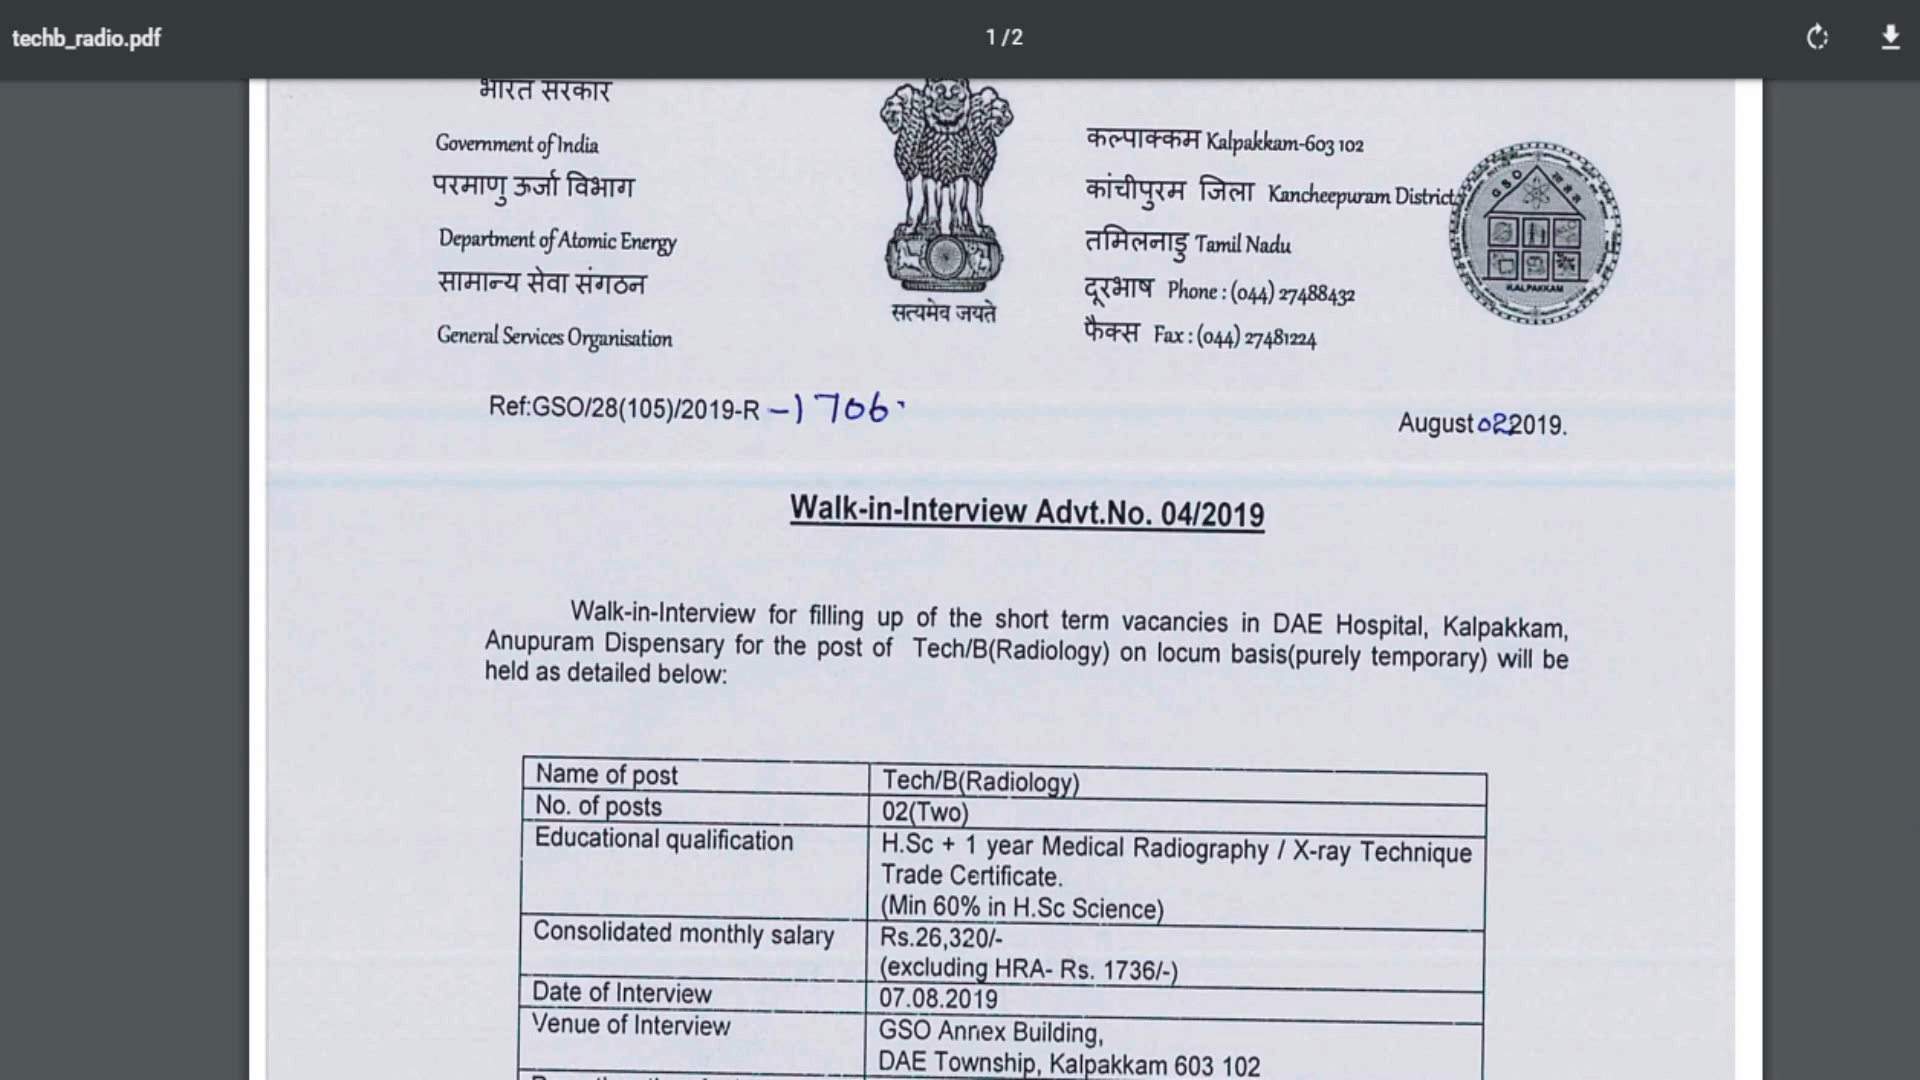 techb_radio.pdf
1 / 2
भारत सरकार
Government of India
परमाणु ऊर्जा विभाग
Department of Atomic Energy
सामान्य सेवा संगठन
General Services Organisation
सत्यमेव जयते
कल्पाक्कम Kalpakkam-603 102
कांचीपुरम जिला Kancheepuram District
तमिलनाडु Tamil Nadu
दूरभाष Phone : (044) 27488432
फैक्स Fax : (044) 27481224
GSO
KALPAKKAM
Ref:GSO/28(105)/2019-R -1706
August 02 2019.
Walk-in-Interview Advt.No. 04/2019
Walk-in-Interview for filling up of the short term vacancies in DAE Hospital, Kalpakkam,
Anupuram Dispensary for the post of Tech/B(Radiology) on locum basis(purely temporary) will be
held as detailed below:
Name of post Tech/B(Radiology)
No. of posts 02(Two)
Educational qualification H.Sc + 1 year Medical Radiography / X-ray Technique
Trade Certificate.
(Min 60% in H.Sc Science)
Consolidated monthly salary Rs.26,320/-
(excluding HRA- Rs. 1736/-)
Date of Interview 07.08.2019
Venue of Interview GSO Annex Building,
DAE Township, Kalpakkam 603 102